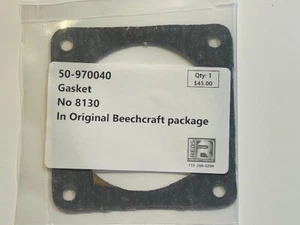 50-970040
Qty: 1
$45.00
Gasket
No 8130
In Original Beechcraft package